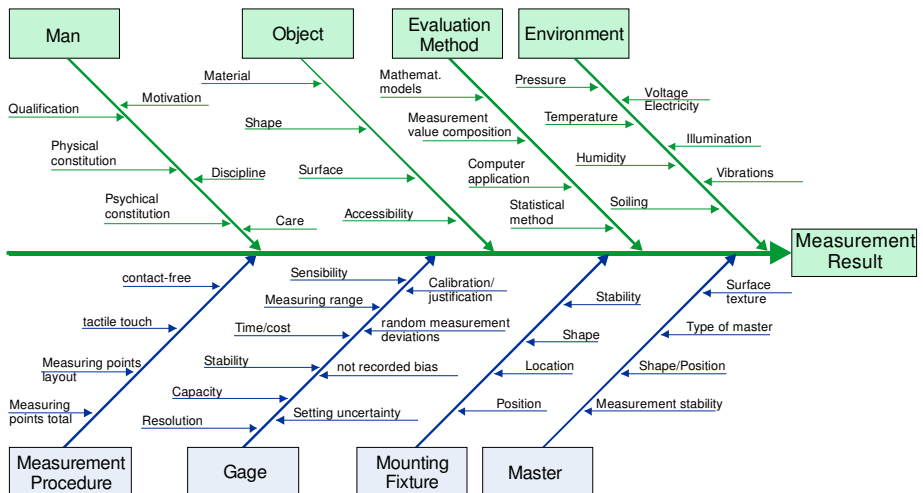 Man
Object
Evaluation
Method
Environment
Material
Mathemat.
models
Pressure
Motivation
Voltage
Electricity
Qualification
Shape
Measurement
value composition
Temperature
Illumination
Physical
constitution
Discipline
Surface
Computer
application
Humidity
Vibrations
Psychical
constitution
Care
Accessibility
Statistical
method
Soiling
Measurement
Result
contact-free
Sensibility
Calibration/
justification
Stability
Surface
texture
tactile touch
Measuring range
Time/cost
random measurement
deviations
Shape
Type of master
Measuring points
layout
Stability
not recorded bias
Location
Shape/Position
Measuring
points total
Capacity
Resolution
Setting uncertainty
Position
Measurement stability
Measurement
Procedure
Gage
Mounting
Fixture
Master